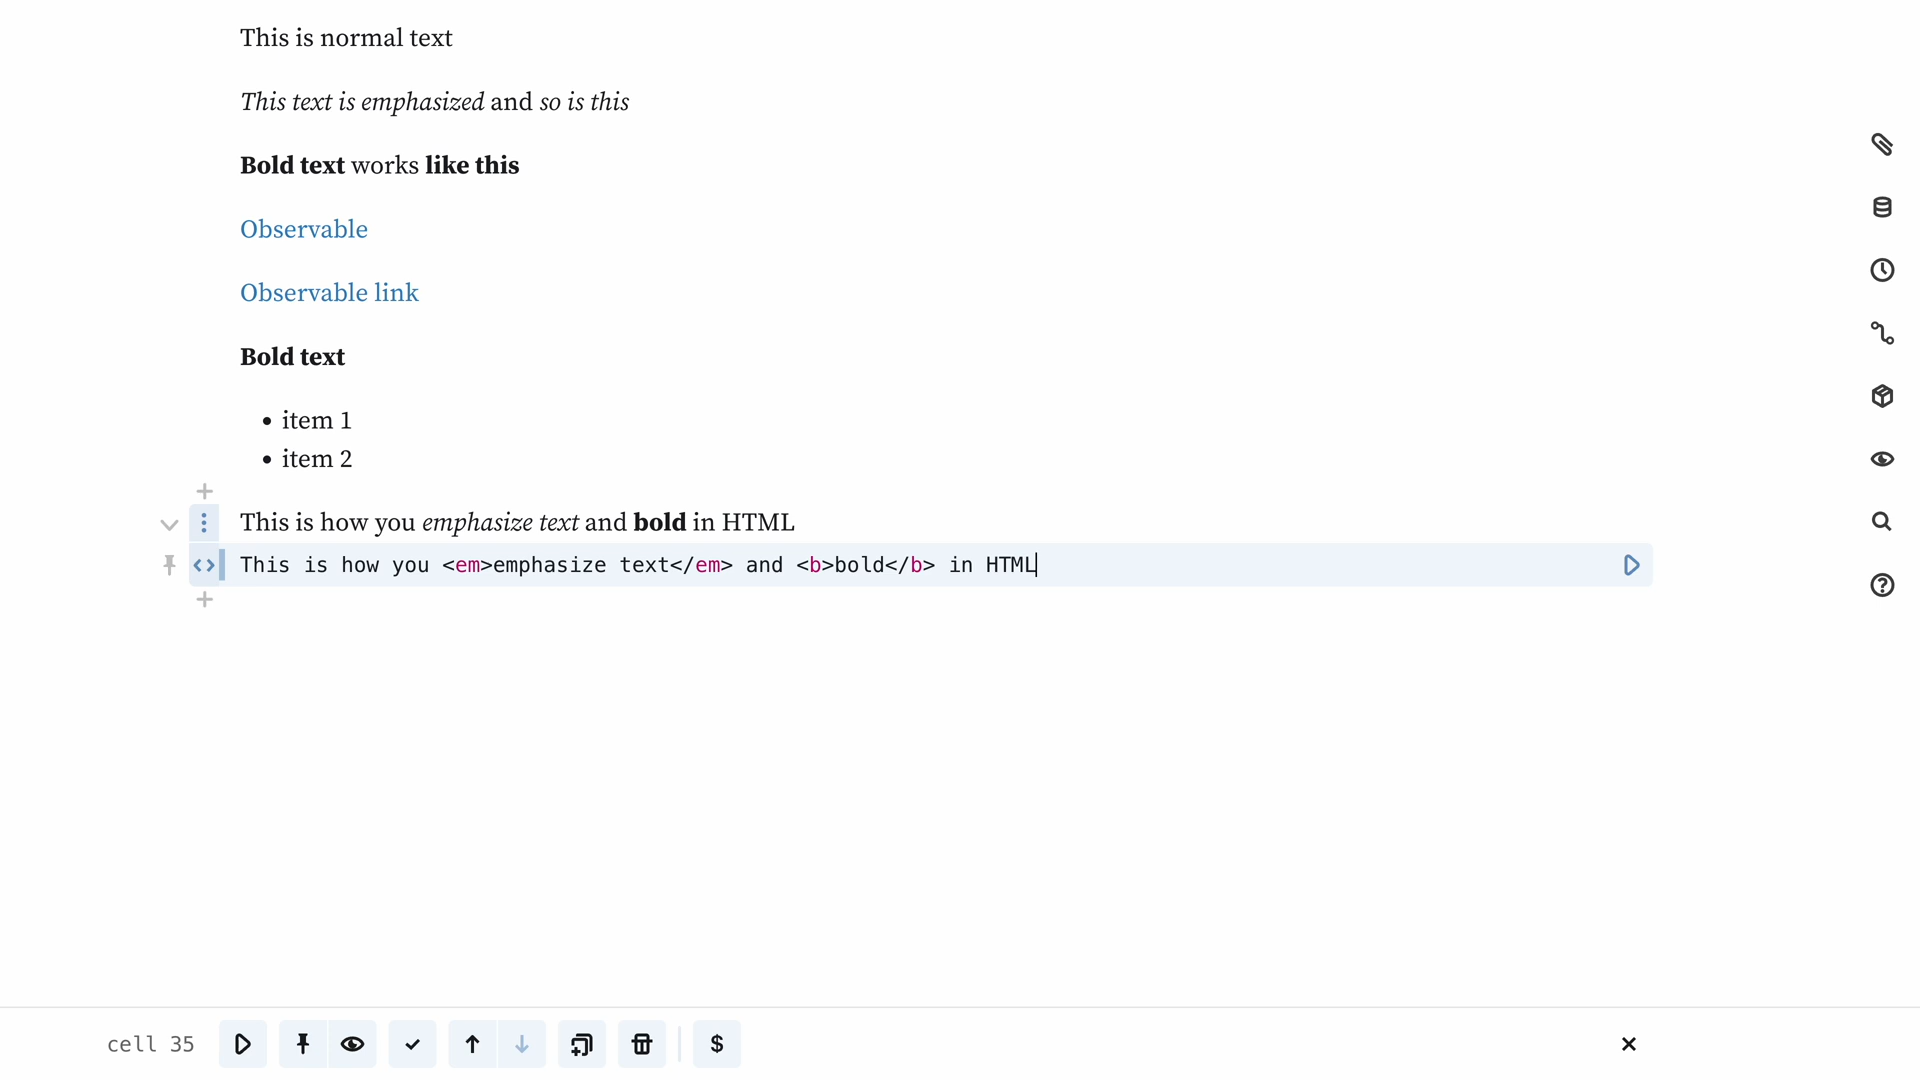 This is normal text
This text is emphasized and so is this
Bold text works like this
Observable
Observable link
Bold text
• item 1
• item 2
This is how you emphasize text and bold in HTML
This is how you <em>emphasize text</em> and <b>bold</b> in HTML
cell 35
$